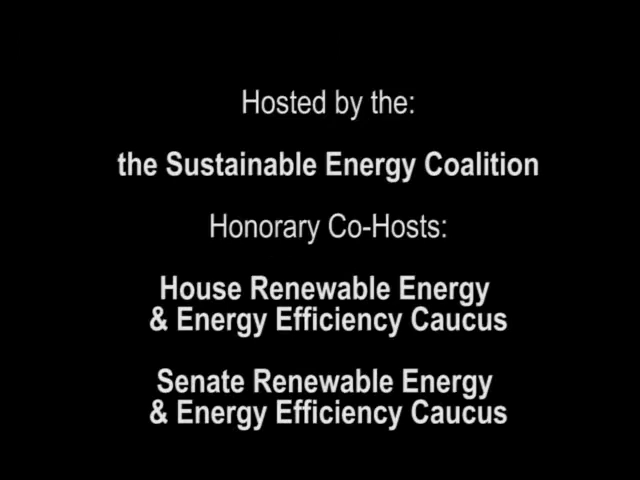 Hosted by the:
the Sustainable Energy Coalition
Honorary Co-Hosts:
House Renewable Energy
& Energy Efficiency Caucus
Senate Renewable Energy
& Energy Efficiency Caucus